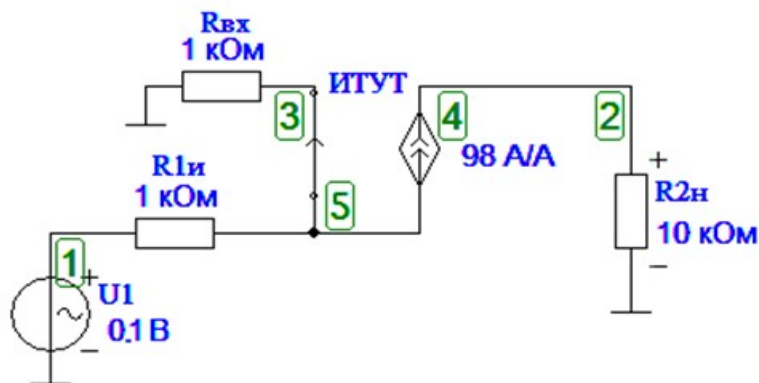 Rвх
1 кОм
ИТУТ
3
4
2
98 А/А
R1и
1 кОм
5
R2н
10 кОм
1
U1
0.1 В